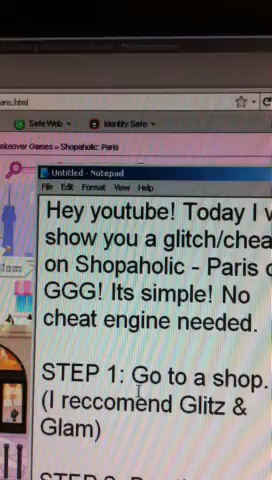 aris.html
Safe Web
Identity Safe
akeover Games » Shopaholic: Paris
Untitled - Notepad
File Edit Format View Help
Hey youtube! Today I
show you a glitch/chea
on Shopaholic - Paris
GGG! Its simple! No
cheat engine needed.
STEP 1: Go to a shop.
(I reccomend Glitz &
Glam)